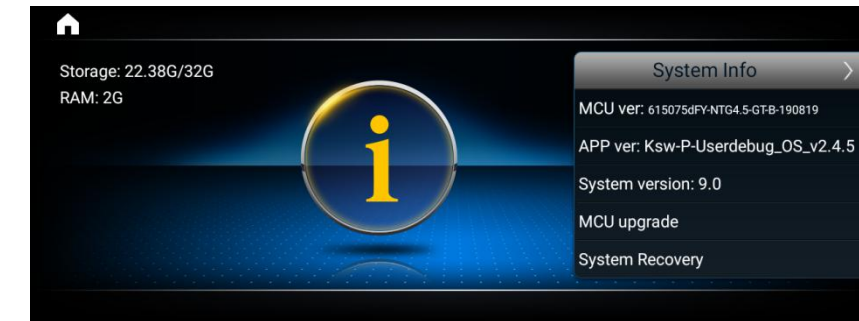 Storage: 22.38G/32G
RAM: 2G
System Info
MCU ver: 615075dFY-NTG4.5-GT-B-190819
APP ver: Ksw-P-Userdebug_OS_v2.4.5
System version: 9.0
MCU upgrade
System Recovery